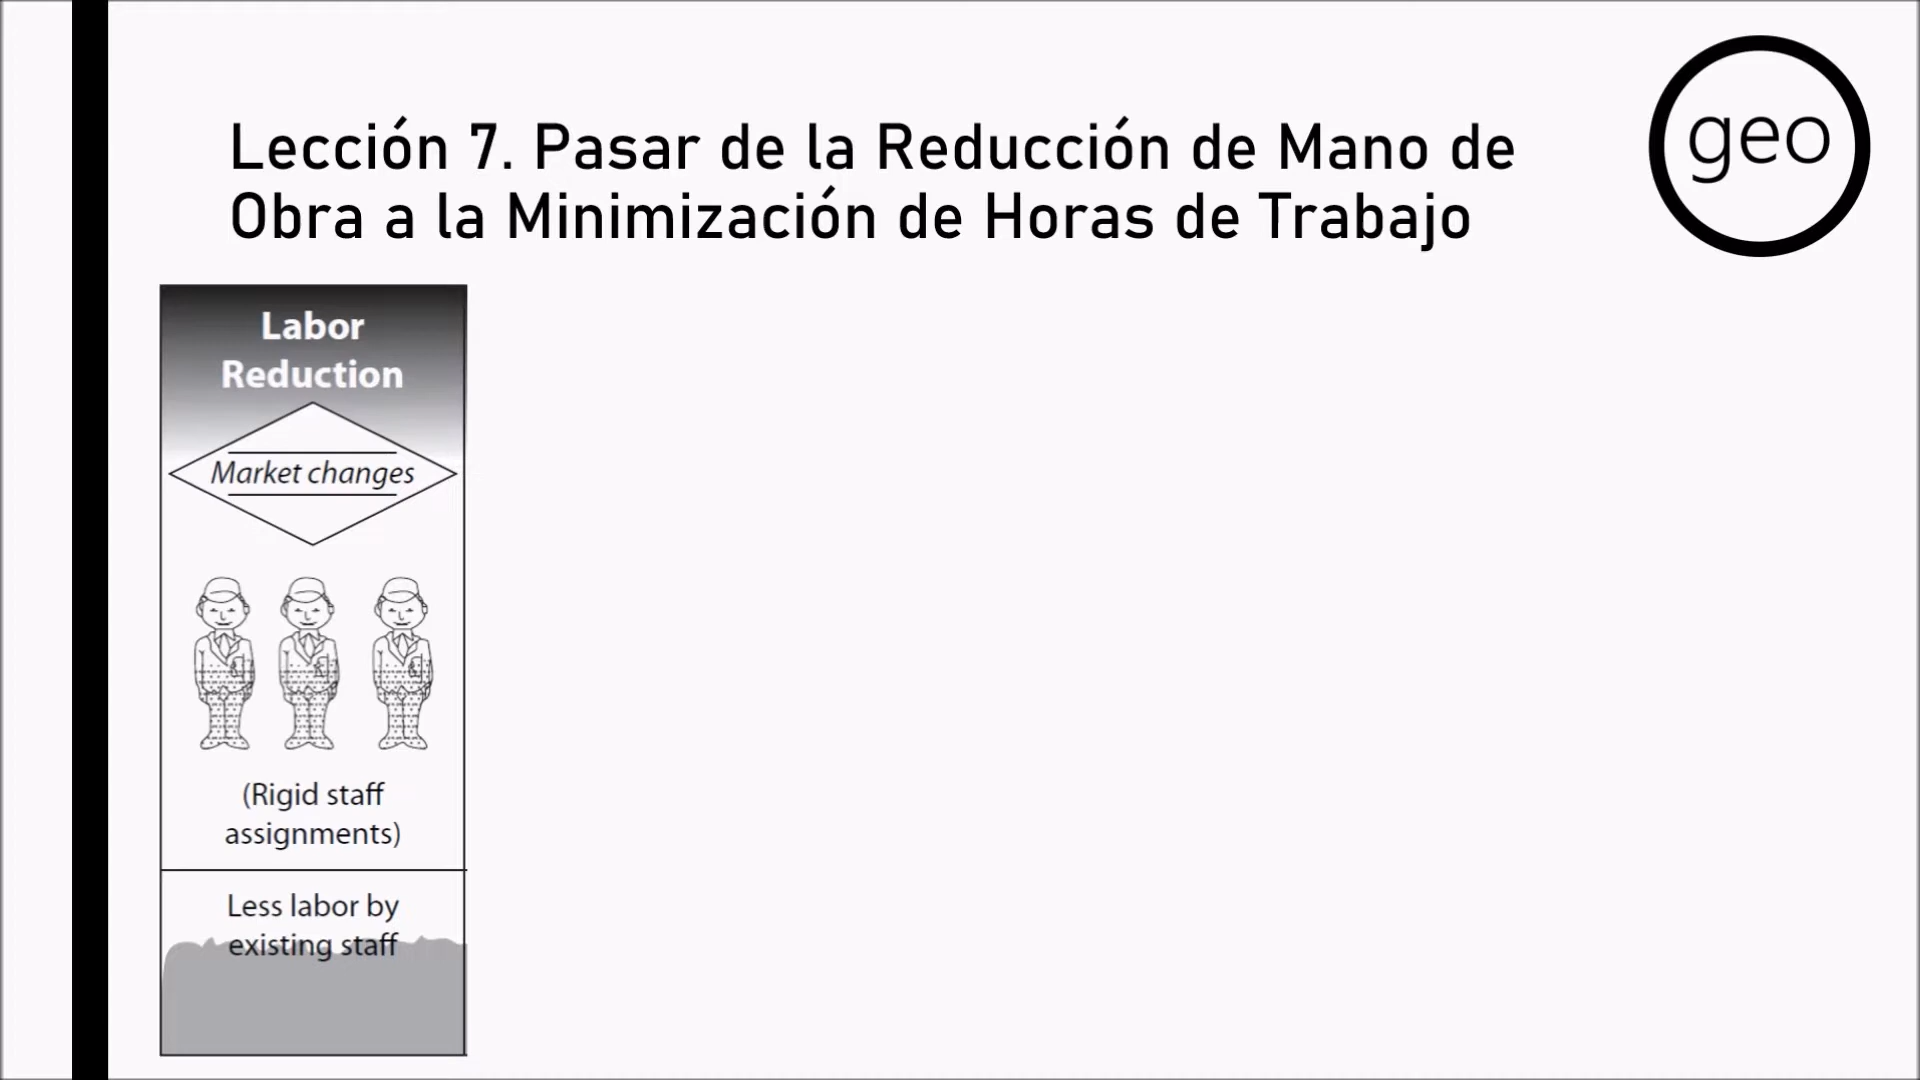 Lección 7. Pasar de la Reducción de Mano de
Obra a la Minimización de Horas de Trabajo
geo
Labor
Reduction
Market changes
(Rigid staff
assignments)
Less labor by
existing staff